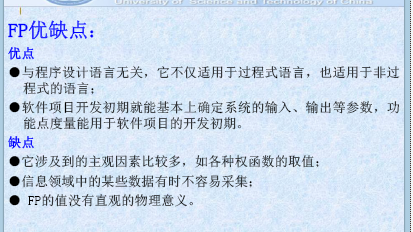 University of Science and Technology of China
FP优缺点：
优点
●与程序设计语言无关，它不仅适用于过程式语言，也适用于非过
程式的语言；
●软件项目开发初期就能基本上确定系统的输入、输出等参数，功
能点度量能用于软件项目的开发初期。
缺点
●它涉及到的主观因素比较多，如各种权函数的取值；
●信息领域中的某些数据有时不容易采集；
● FP的值没有直观的物理意义。